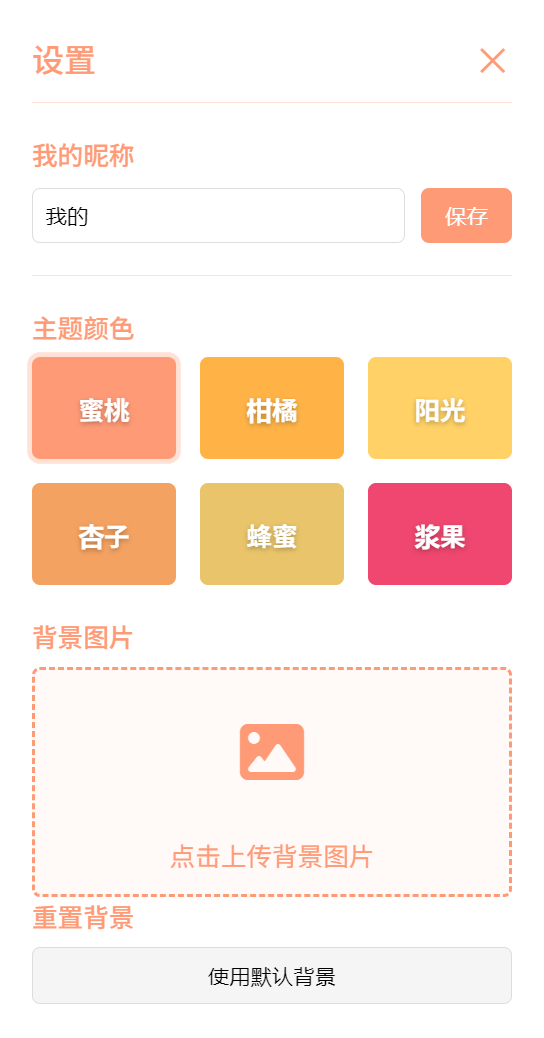 设置
我的昵称
我的
保存
主题颜色
蜜桃
柑橘
阳光
杏子
蜂蜜
浆果
背景图片
点击上传背景图片
重置背景
使用默认背景